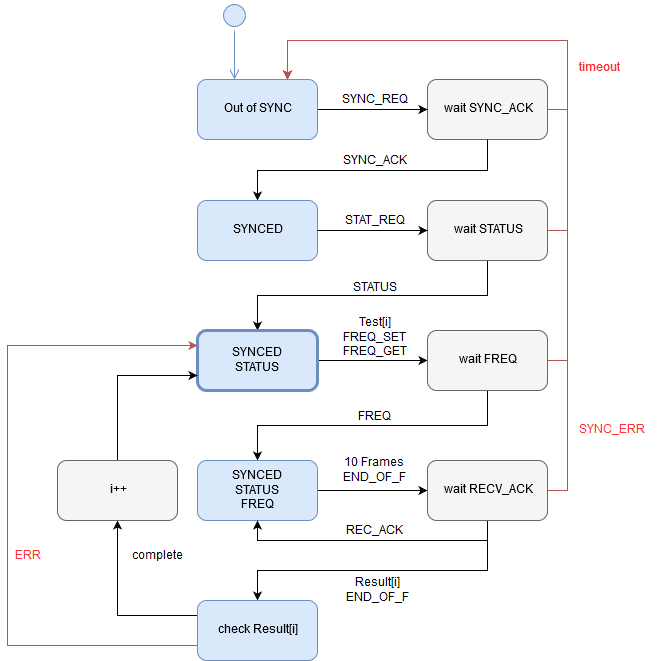 timeout
Out of SYNC
SYNC_REQ
wait SYNC_ACK
SYNC_ACK
SYNCED
STAT_REQ
wait STATUS
STATUS
Test[i]
FREQ_SET
FREQ_GET
SYNCED
STATUS
wait FREQ
FREQ
SYNC_ERR
10 Frames
END_OF_F
i++
SYNCED
STATUS
FREQ
wait RECV_ACK
REC_ACK
ERR
complete
Result[i]
END_OF_F
check Result[i]